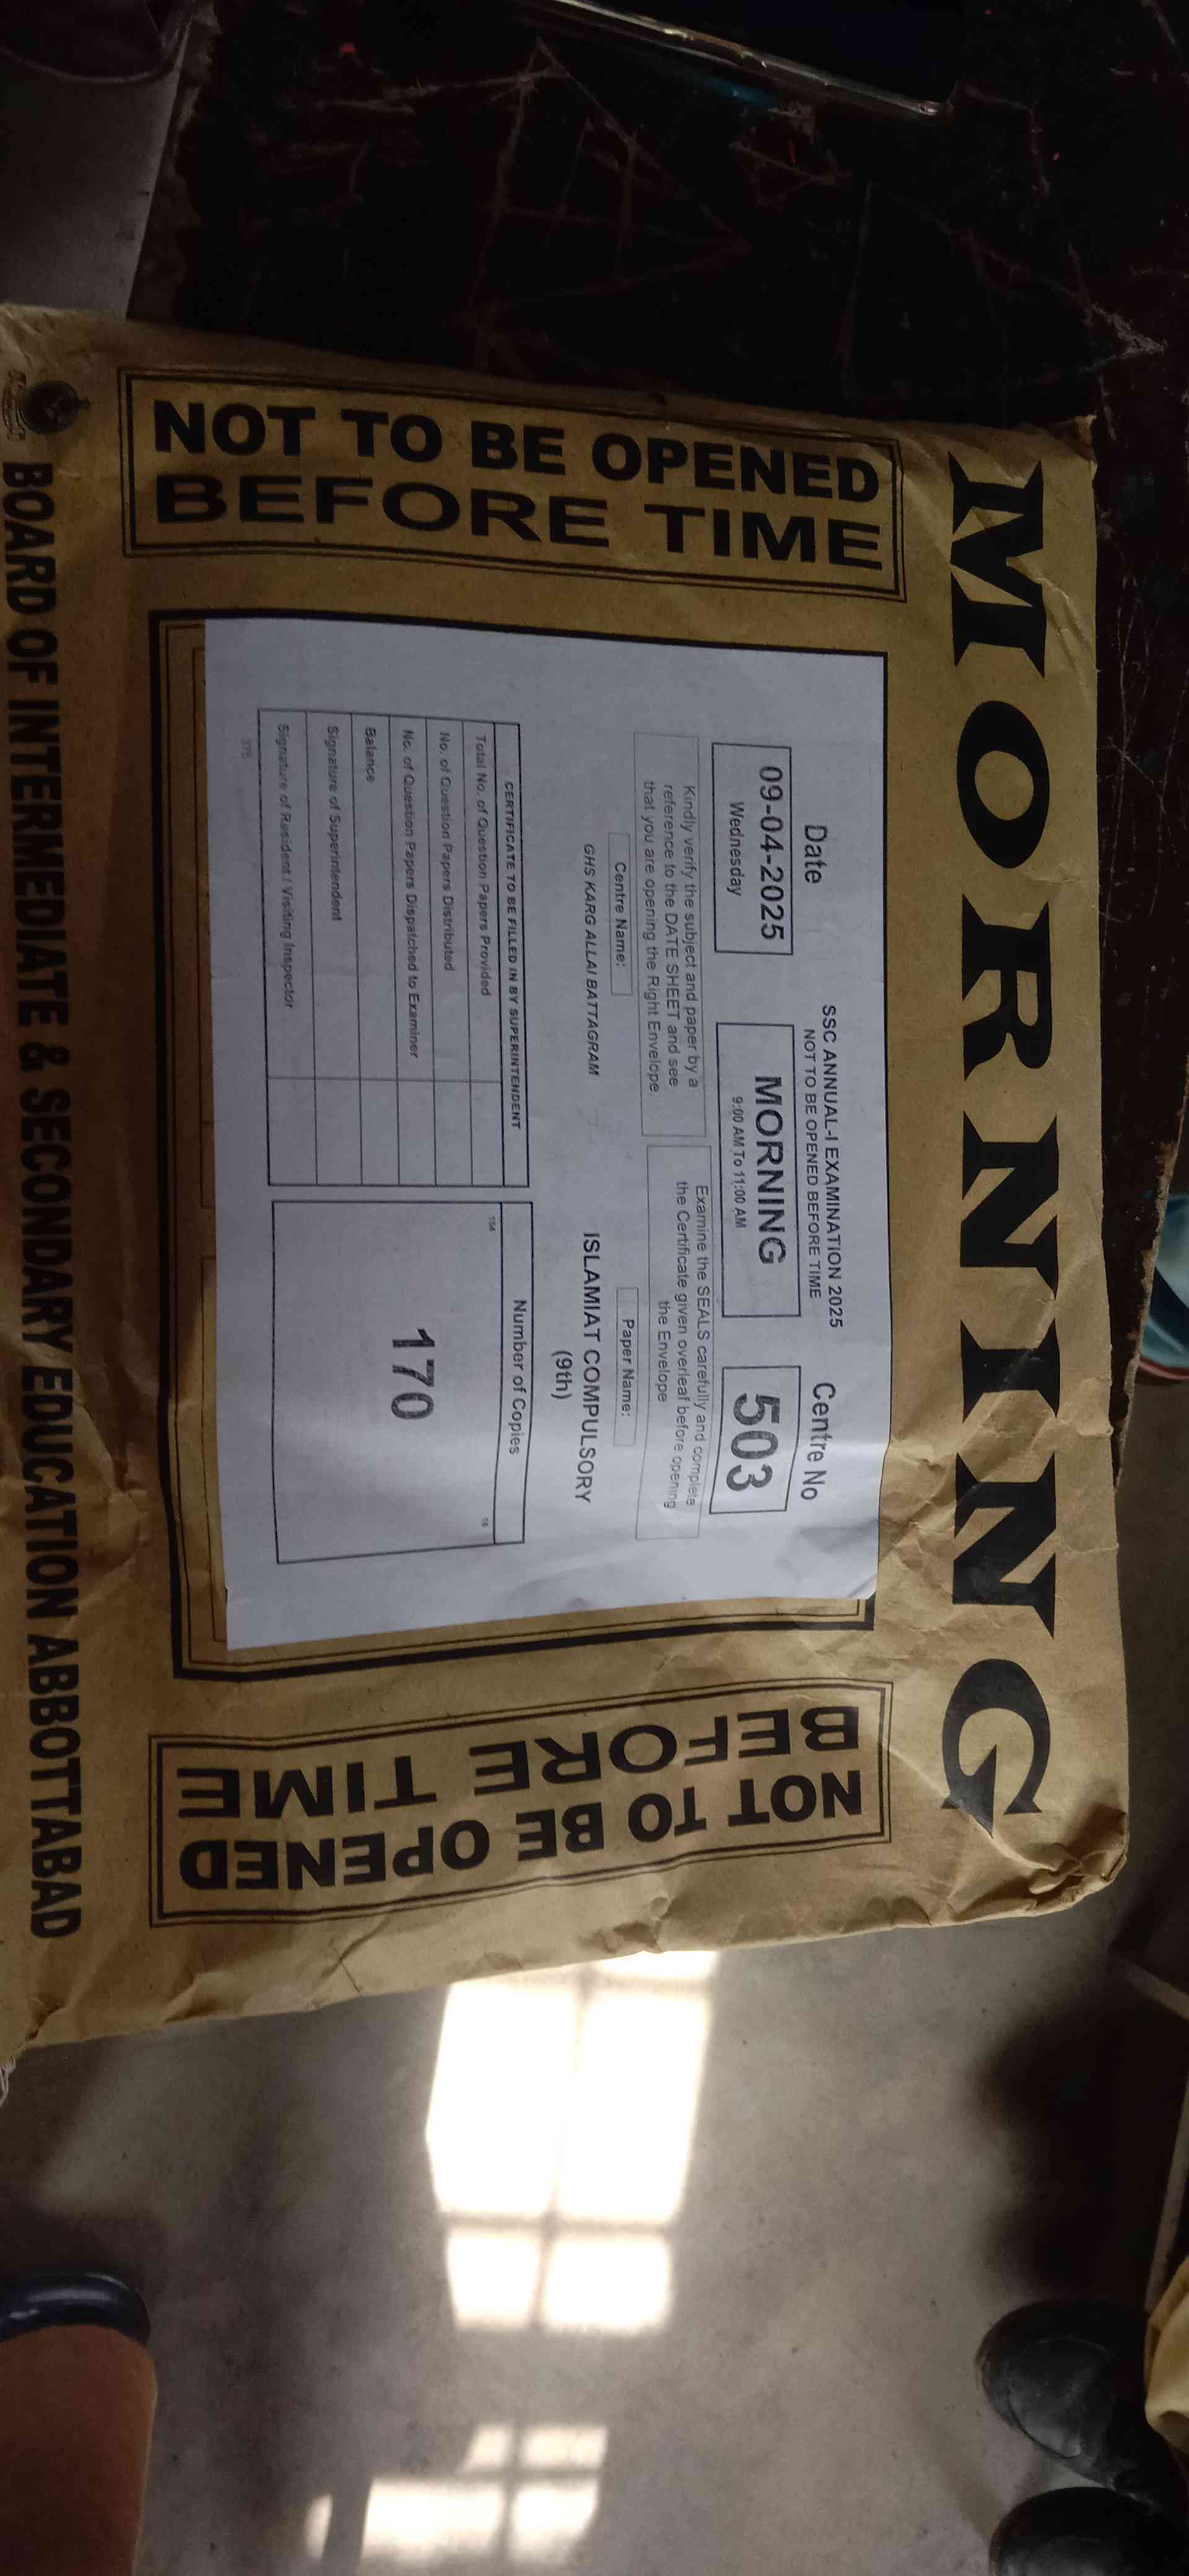 MORNING
NOT TO BE OPENED
BEFORE TIME
SSC ANNUAL-I EXAMINATION 2025
NOT TO BE OPENED BEFORE TIME
Date
09-04-2025
Wednesday
MORNING
9:00 AM To 11:00 AM
Centre No
503
Kindly verify the subject and paper by a
reference to the DATE SHEET and see
that you are opening the Right Envelope.
Examine the SEALS carefully and complete
the Certificate given overleaf before opening
the Envelope
Centre Name:
GHS KARG ALLAI BATTAGRAM
Paper Name:
ISLAMIAT COMPULSORY
(9th)
CERTIFICATE TO BE FILLED IN BY SUPERINTENDENT
Total No. of Question Papers Provided
No. of Question Papers Distributed
No. of Question Papers Dispatched to Examiner
Balance
Signature of Superintendent
Signature of Resident / Visiting Inspector
Number of Copies
170
NOT TO BE OPENED
BEFORE TIME
BOARD OF INTERMEDIATE & SECONDARY EDUCATION ABBOTTABAD